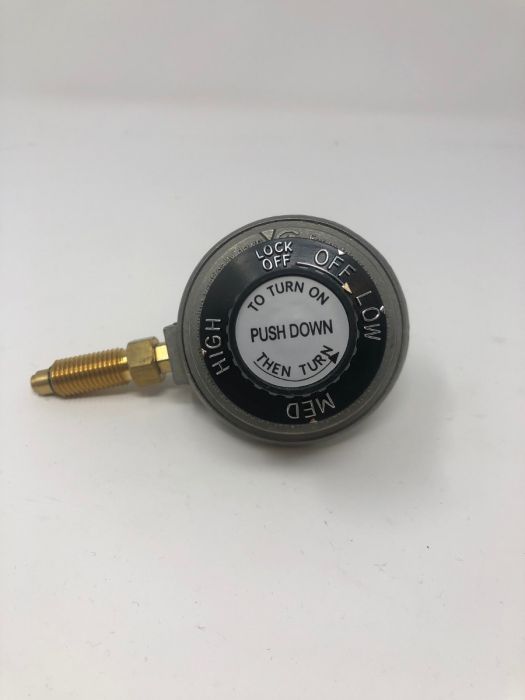 LOCK
OFF
OFF
LOW
MED
HIGH
TO TURN ON
PUSH DOWN
THEN TURN